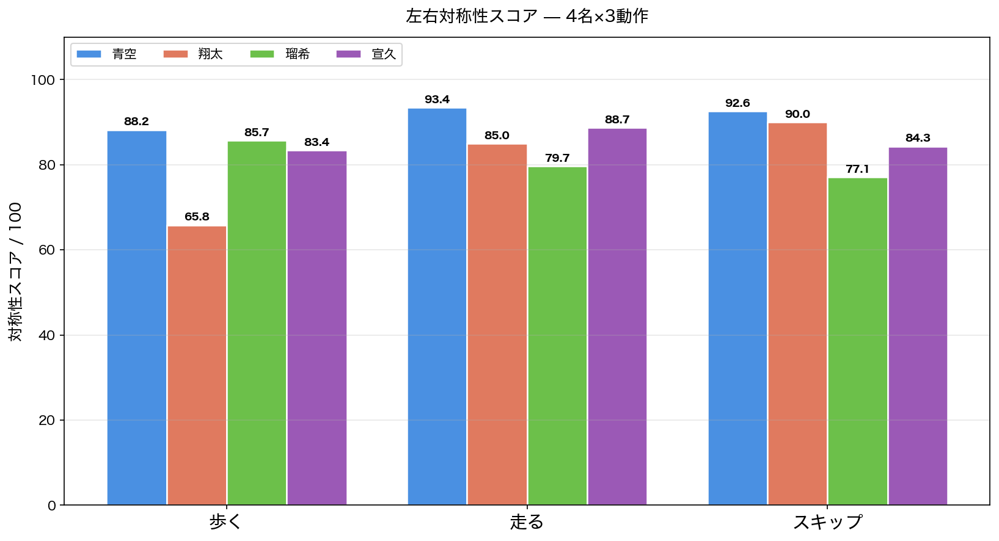 左右対称性スコア — 4名×3動作
青空 翔太 瑠希 宣久
対称性スコア / 100
100
80
60
40
20
0
88.2 65.8 85.7 83.4
93.4 85.0 79.7 88.7
92.6 90.0 77.1 84.3
歩く 走る スキップ